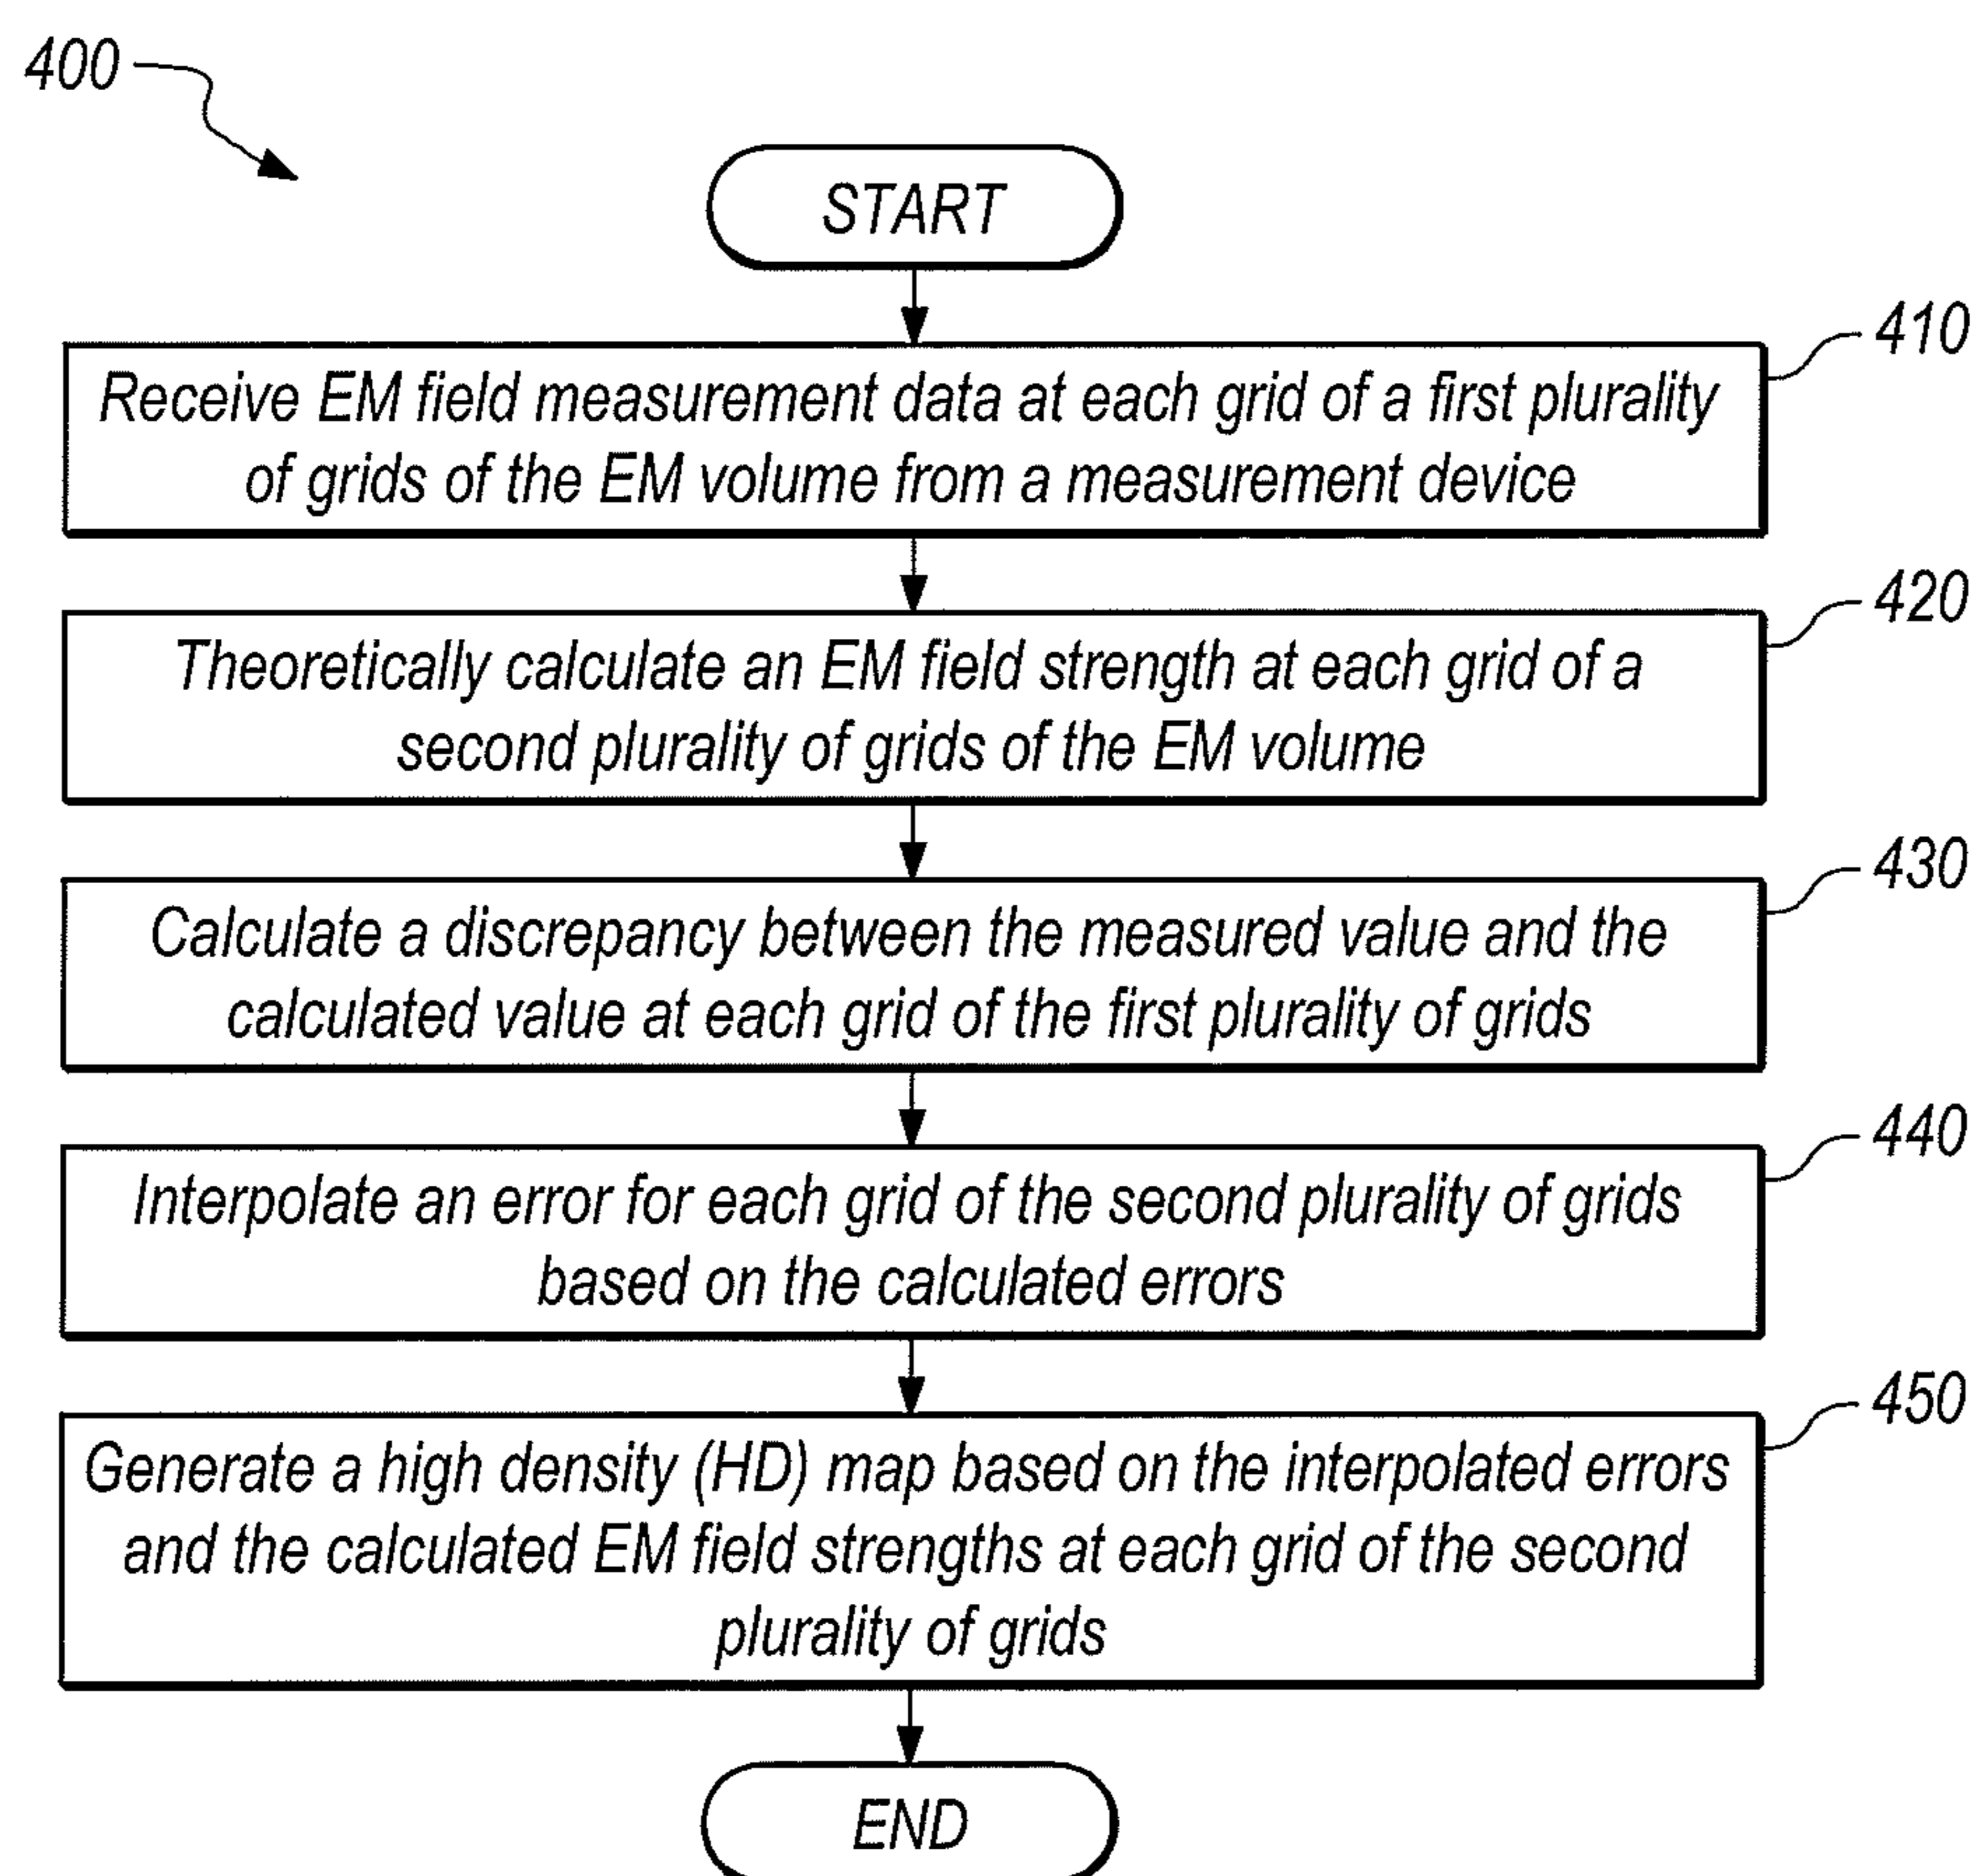 400
START
410
Receive EM field measurement data at each grid of a first plurality
of grids of the EM volume from a measurement device
420
Theoretically calculate an EM field strength at each grid of a
second plurality of grids of the EM volume
430
Calculate a discrepancy between the measured value and the
calculated value at each grid of the first plurality of grids
440
Interpolate an error for each grid of the second plurality of grids
based on the calculated errors
450
Generate a high density (HD) map based on the interpolated errors
and the calculated EM field strengths at each grid of the second
plurality of grids
END